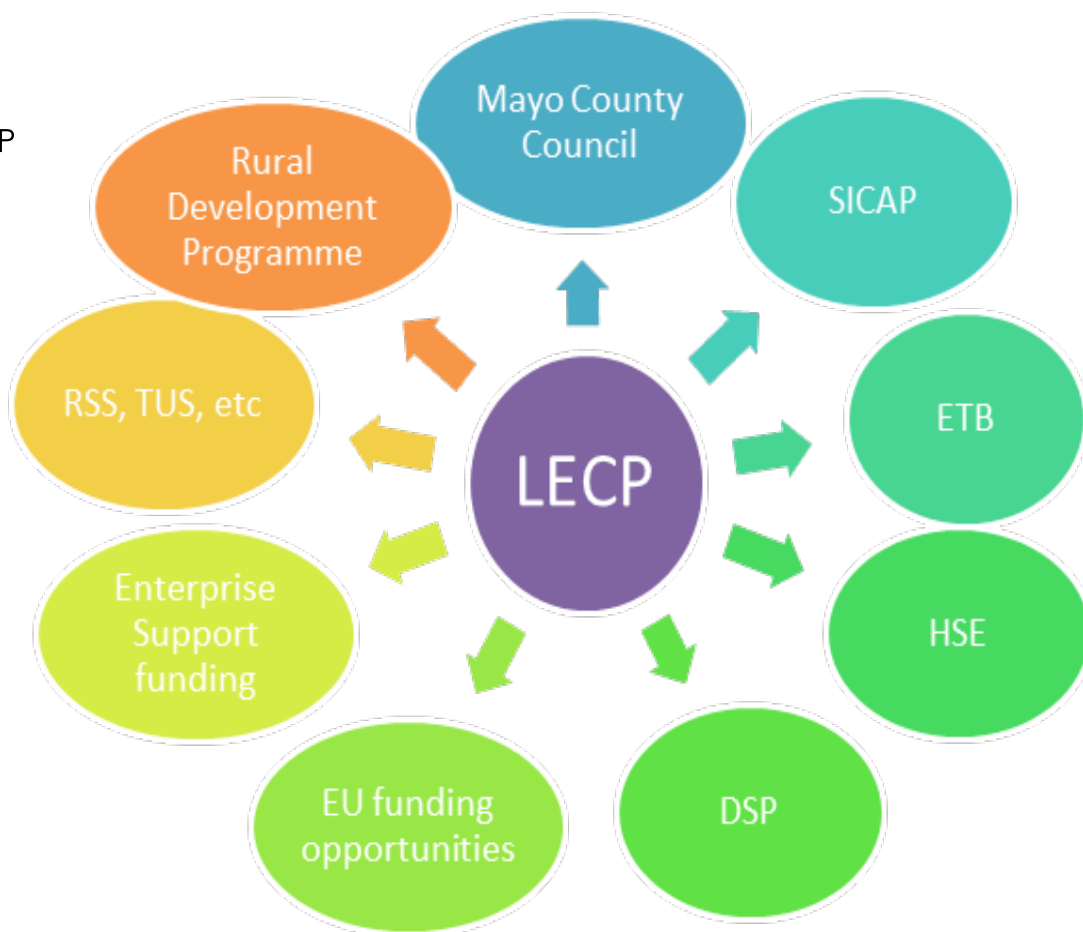 P
Mayo County
Council
SICAP
ETB
HSE
DSP
EU funding
opportunities
Enterprise
Support
funding
RSS, TUS, etc
Rural
Development
Programme
LECP